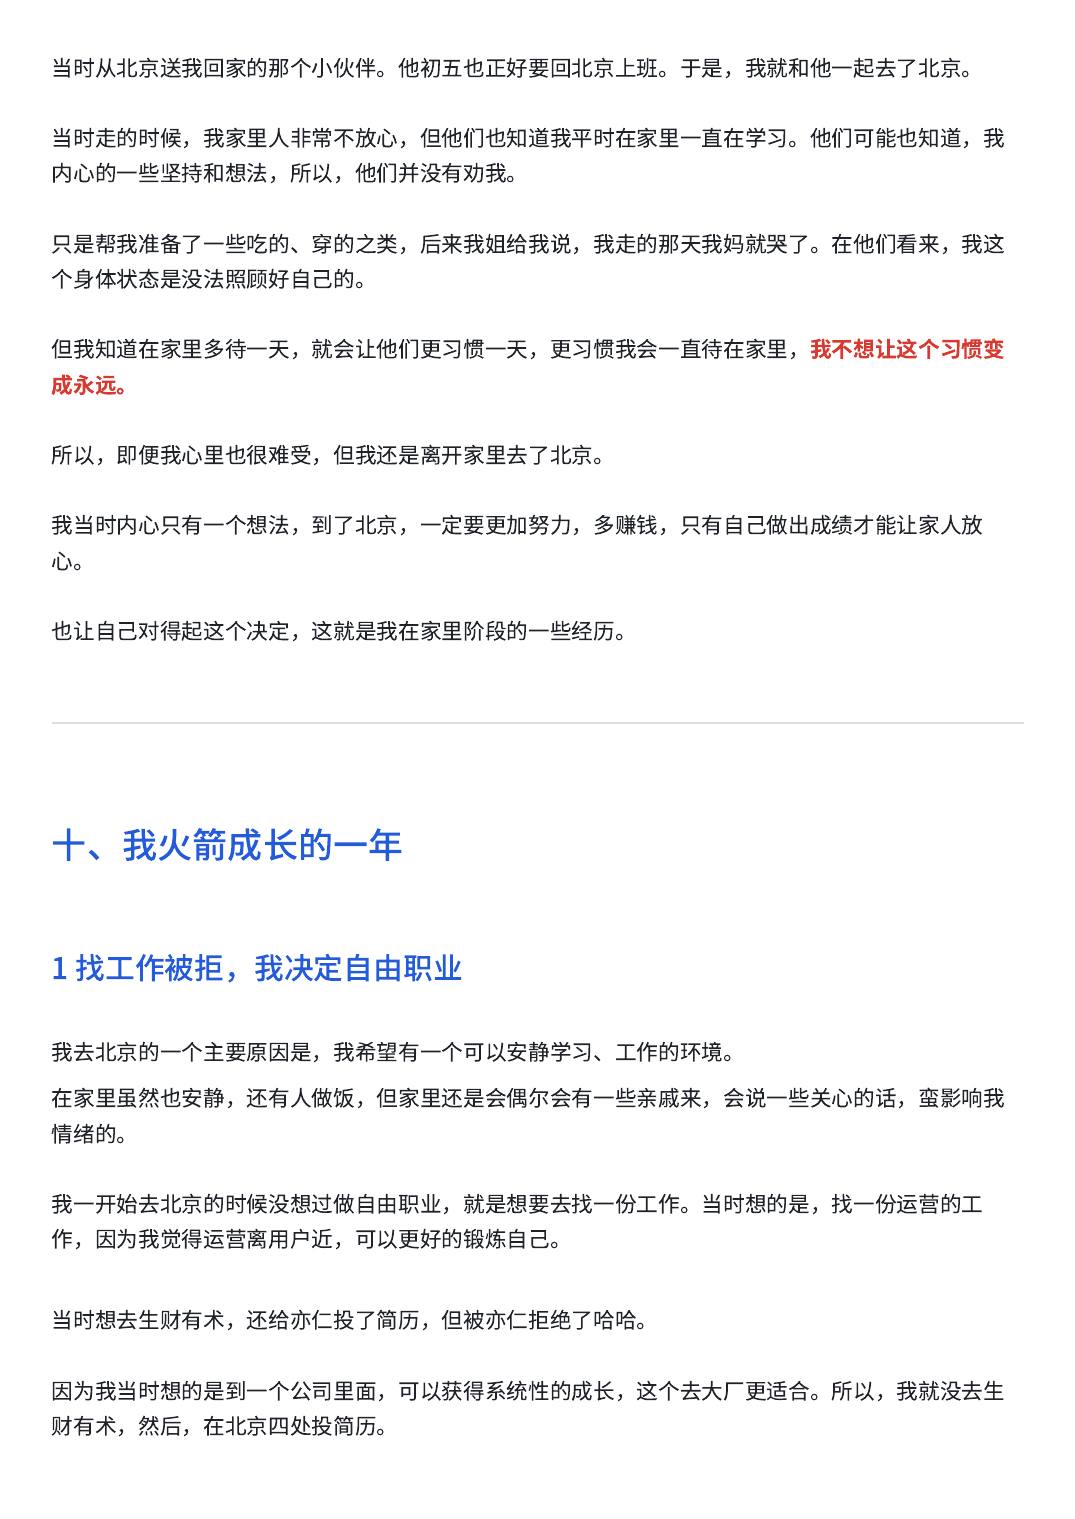 当时从北京送我回家的那个小伙伴。他初五也正好要回北京上班。于是，我就和他一起去了北京。
当时走的时候，我家里人非常不放心，但他们也知道我平时在家里一直在学习。他们可能也知道，我
内心的一些坚持和想法，所以，他们并没有劝我。
只是帮我准备了一些吃的、穿的之类，后来我姐给我说，我走的那天我妈就哭了。在他们看来，我这
个身体状态是没法照顾好自己的。
但我知道在家里多待一天，就会让他们更习惯一天，更习惯我会一直待在家里，我不想让这个习惯变
成永远。
所以，即便我心里也很难受，但我还是离开家里去了北京。
我当时内心只有一个想法，到了北京，一定要更加努力，多赚钱，只有自己做出成绩才能让家人放
心。
也让自己对得起这个决定，这就是我在家里阶段的一些经历。
十、我火箭成长的一年
1 找工作被拒，我决定自由职业
我去北京的一个主要原因是，我希望有一个可以安静学习、工作的环境。
在家里虽然也安静，还有人做饭，但家里还是会偶尔会有一些亲戚来，会说一些关心的话，蛮影响我
情绪的。
我一开始去北京的时候没想过做自由职业，就是想要去找一份工作。当时想的是，找一份运营的工
作，因为我觉得运营离用户近，可以更好的锻炼自己。
当时想去生财有术，还给亦仁投了简历，但被亦仁拒绝了哈哈。
因为我当时想的是到一个公司里面，可以获得系统性的成长，这个去大厂更适合。所以，我就没去生
财有术，然后，在北京四处投简历。